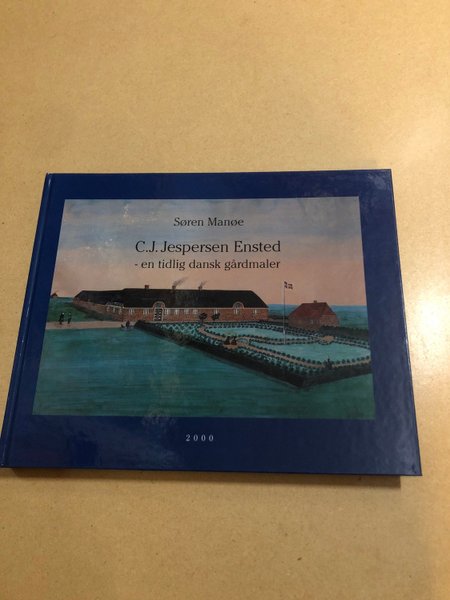 Søren Manøe
C.J. Jespersen Ensted
- en tidlig dansk gårdmaler
2000